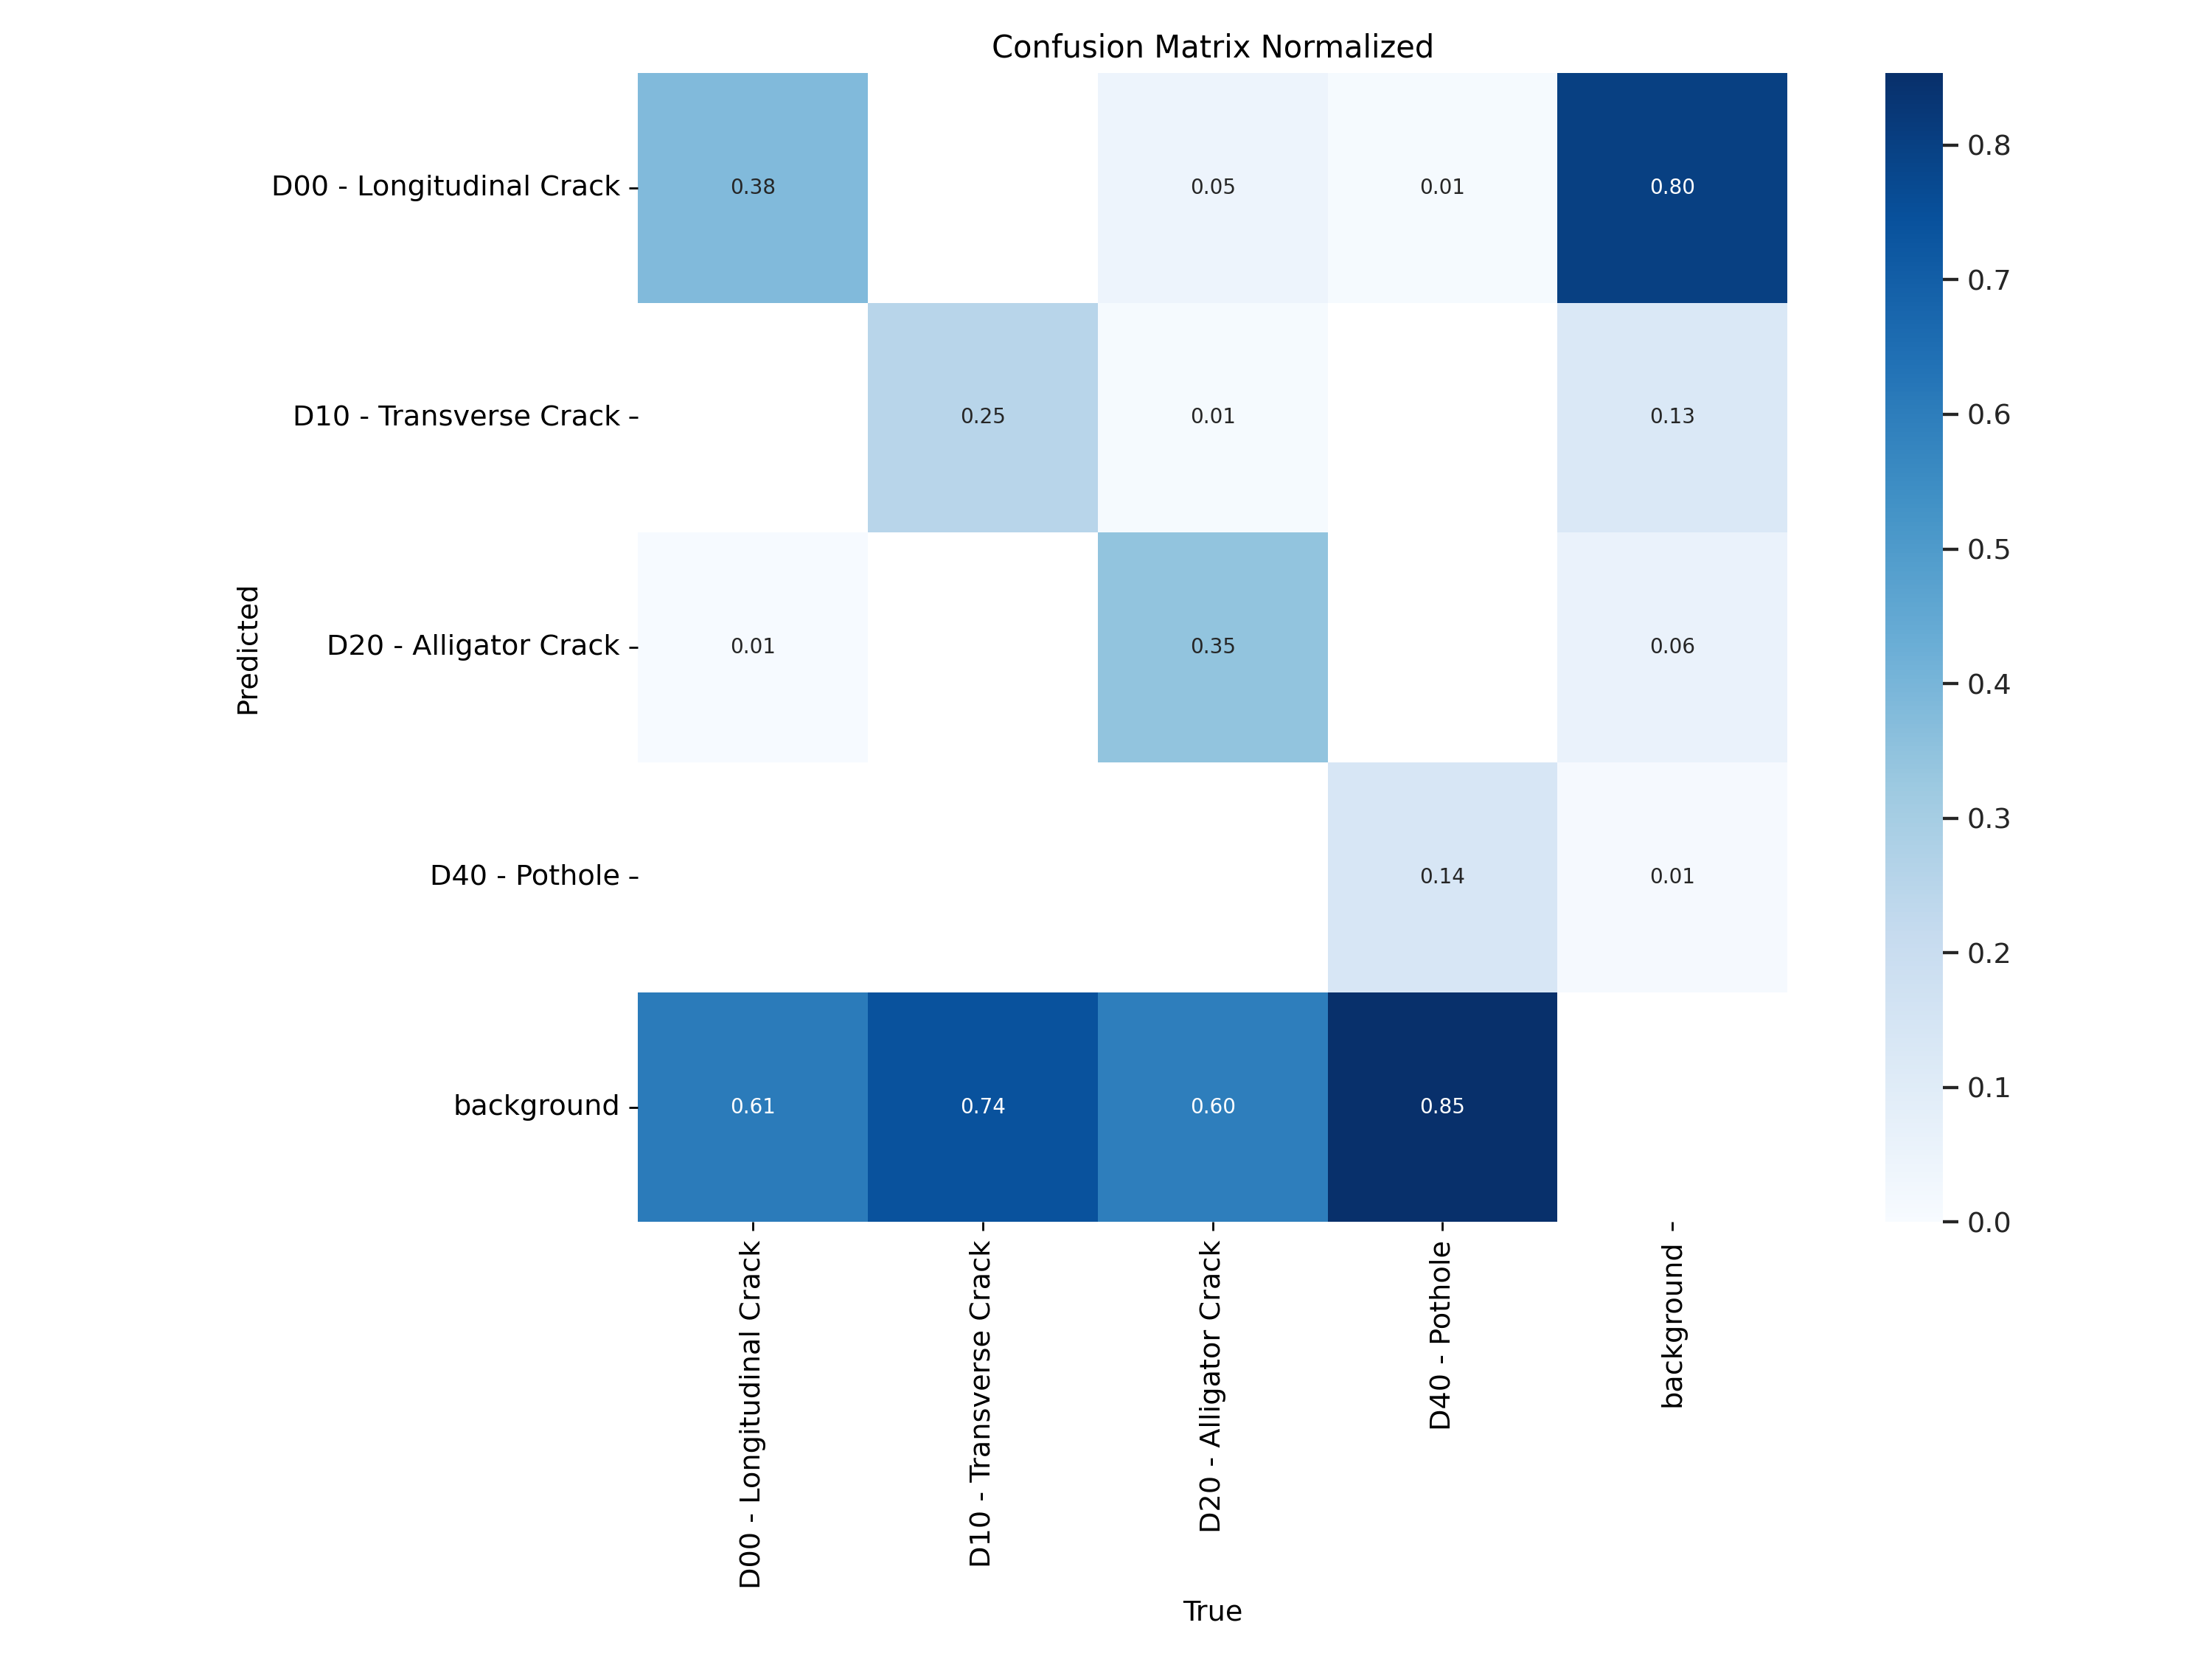 Confusion Matrix Normalized
D00 - Longitudinal Crack
0.38
0.05
0.01
0.80
D10 - Transverse Crack
0.25
0.01
0.13
D20 - Alligator Crack
0.01
0.35
0.06
D40 - Pothole
0.14
0.01
background
0.61
0.74
0.60
0.85
Predicted
D00 - Longitudinal Crack
D10 - Transverse Crack
D20 - Alligator Crack
D40 - Pothole
background
True
0.8
0.7
0.6
0.5
0.4
0.3
0.2
0.1
0.0